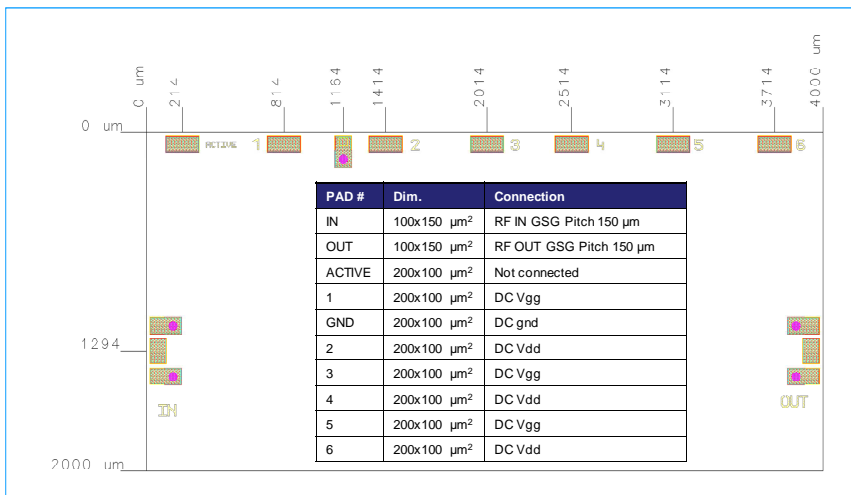 0 um
214
814
1164
1414
2014
2514
3114
3714
4000 um
0 um
ACTIVE 1 2 3 4 5 6
PAD # Dim. Connection
IN 100x150 µm² RF IN GSG Pitch 150 µm
OUT 100x150 µm² RF OUT GSG Pitch 150 µm
ACTIVE 200x100 µm² Not connected
1 200x100 µm² DC Vgg
GND 200x100 µm² DC gnd
2 200x100 µm² DC Vdd
3 200x100 µm² DC Vgg
4 200x100 µm² DC Vdd
5 200x100 µm² DC Vgg
6 200x100 µm² DC Vdd
1294
IN
OUT
2000 um